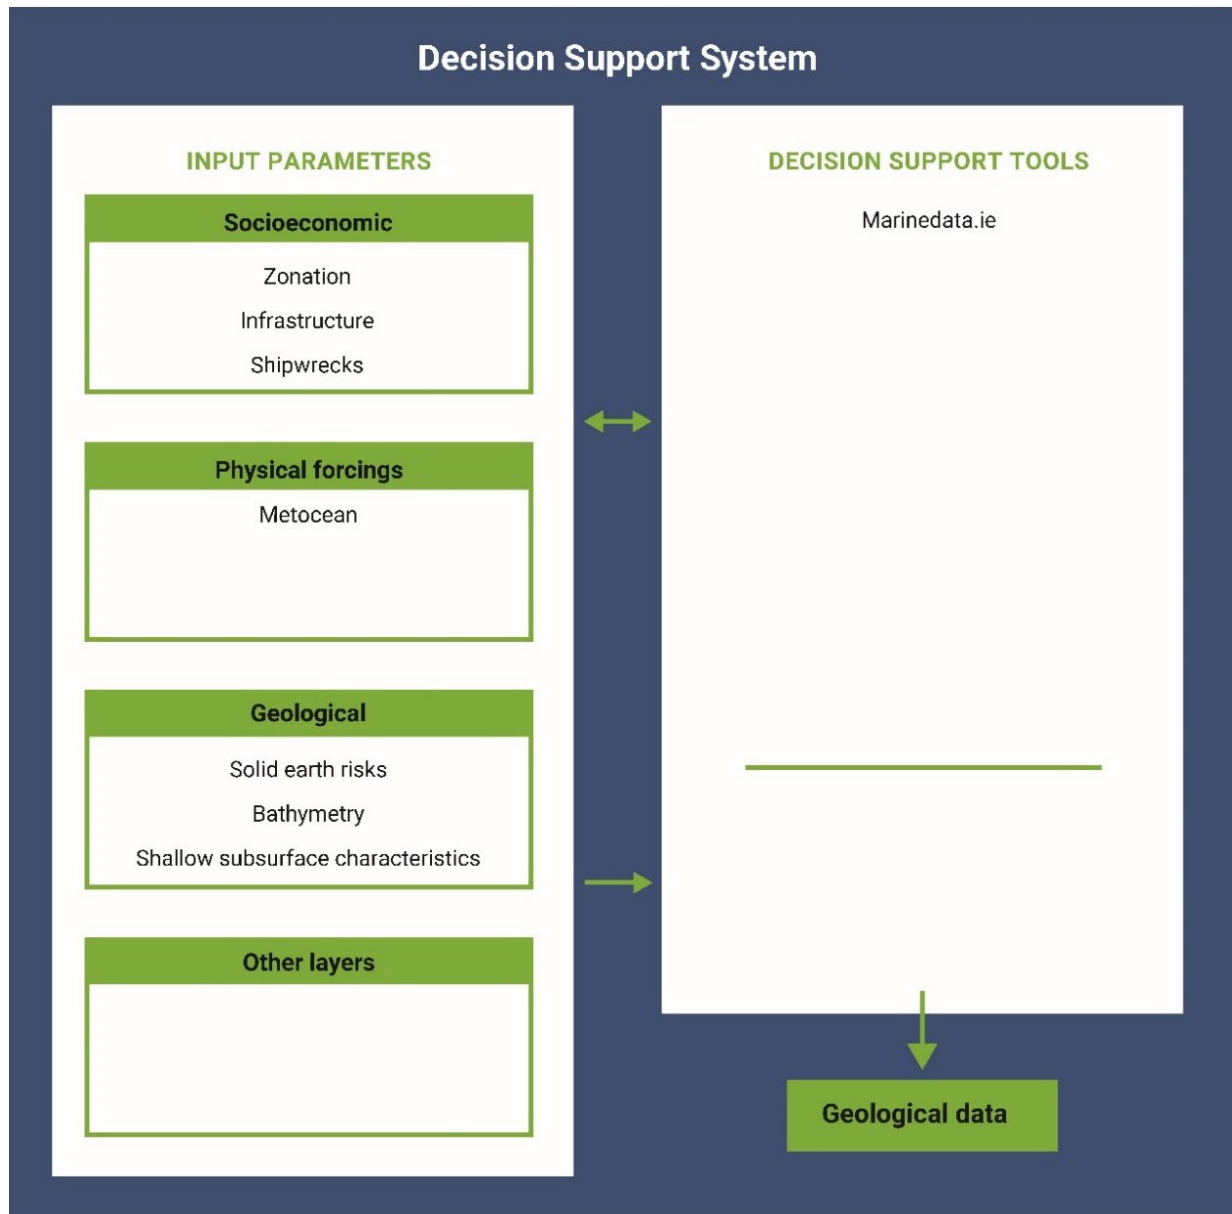 Decision Support System
INPUT PARAMETERS
Socioeconomic
Zonation
Infrastructure
Shipwrecks
Physical forcings
Metocean
Geological
Solid earth risks
Bathymetry
Shallow subsurface characteristics
Other layers
DECISION SUPPORT TOOLS
Marinedata.ie
Geological data